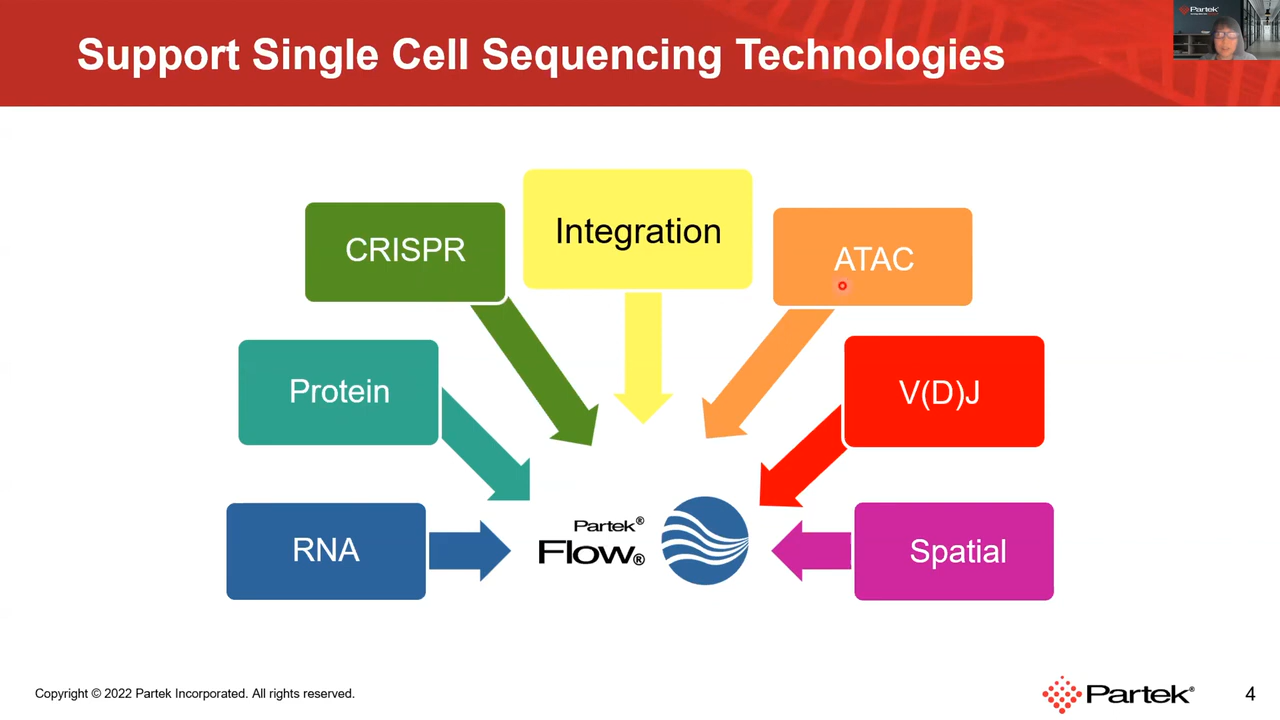 Support Single Cell Sequencing Technologies
Partek
CRISPR
Integration
ATAC
Protein
V(D)J
RNA
Partek®
Flow®
Spatial
Copyright © 2022 Partek Incorporated. All rights reserved.
Partek®
4